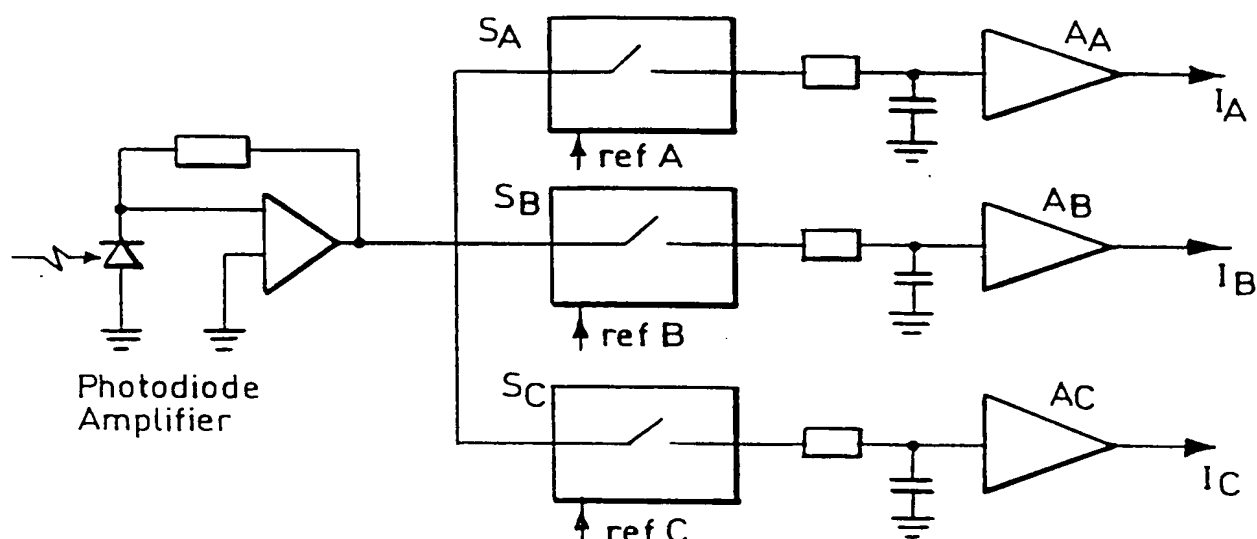 SA
AA
IA
ref A
SB
AB
IB
ref B
Photodiode
Amplifier
SC
AC
IC
ref C